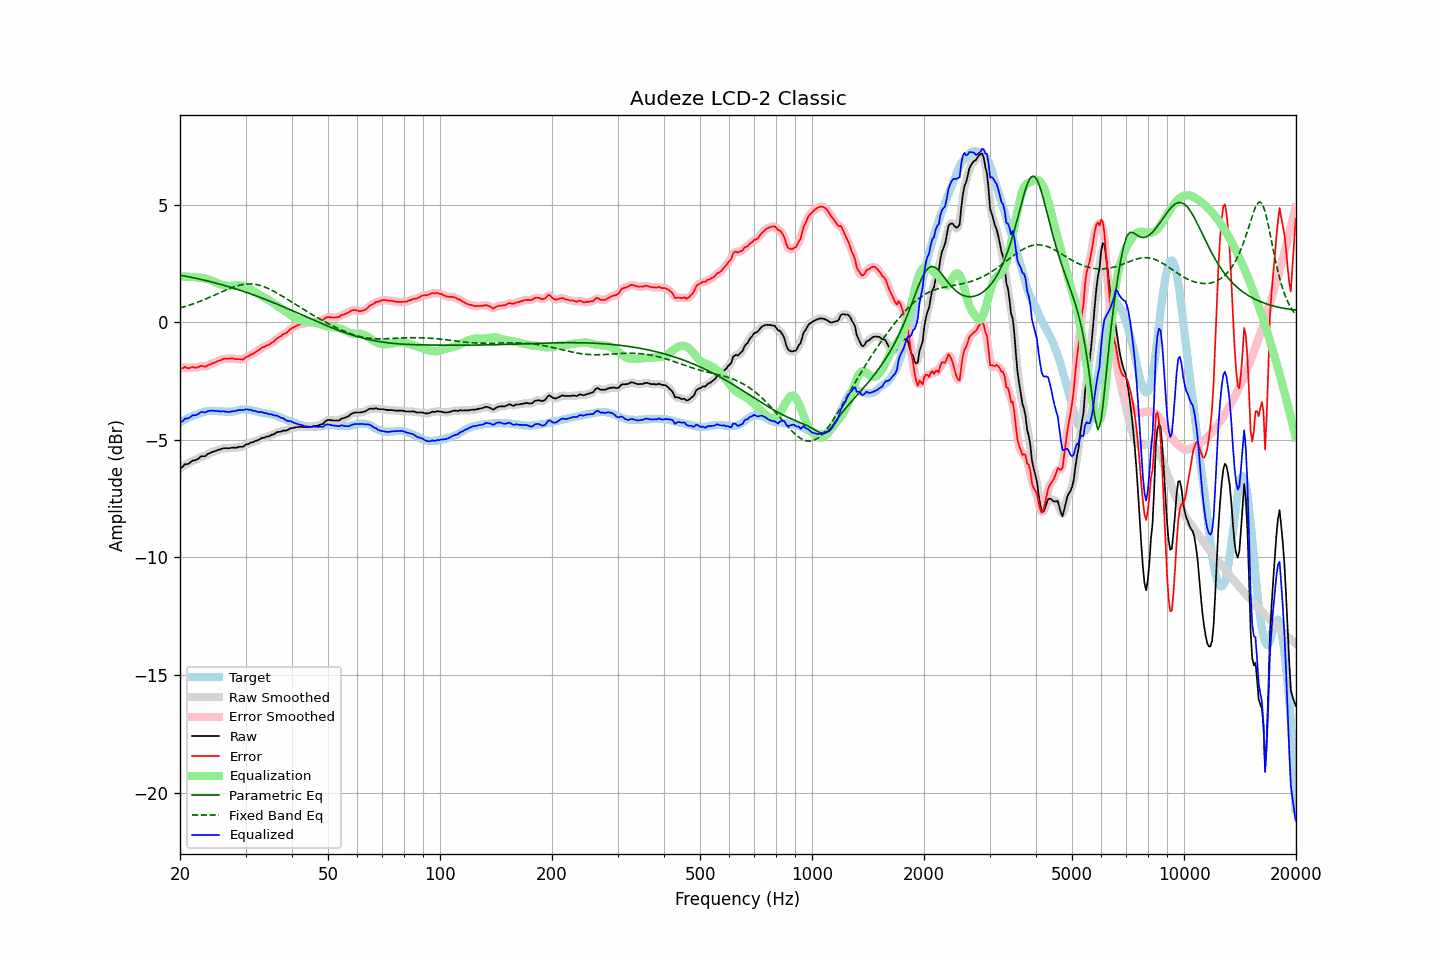 Audeze LCD-2 Classic
Amplitude (dBr)
5
0
−5
−10
−15
−20
Target
Raw Smoothed
Error Smoothed
Raw
Error
Equalization
Parametric Eq
Fixed Band Eq
Equalized
20 50 100 200 500 1000 2000 5000 10000 20000
Frequency (Hz)